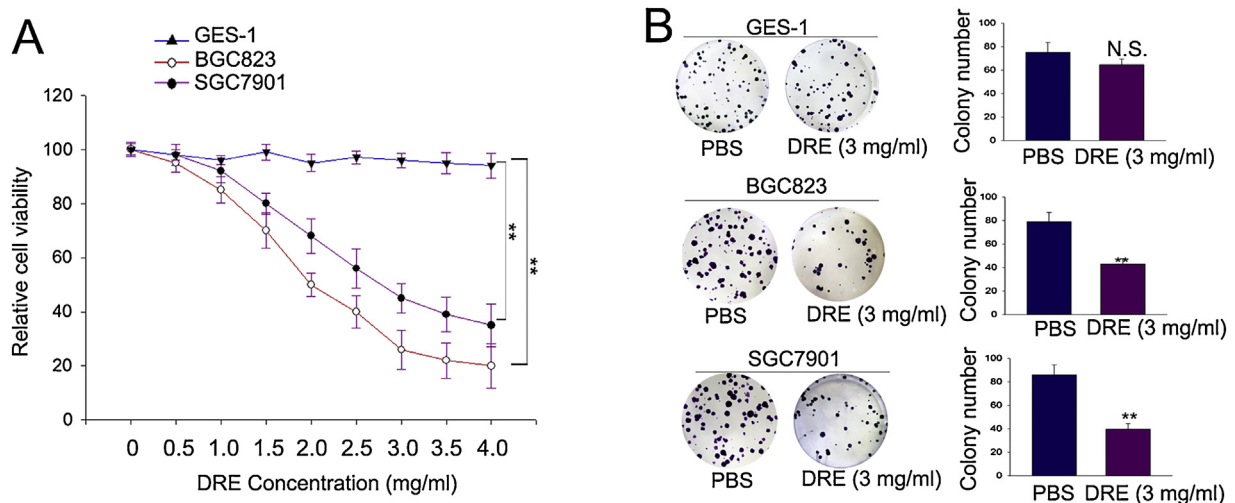 A
GES-1
BGC823
SGC7901
Relative cell viability
120
100
80
60
40
20
0
**
**
0 0.5 1.0 1.5 2.0 2.5 3.0 3.5 4.0
DRE Concentration (mg/ml)
B
GES-1
PBS
DRE (3 mg/ml)
Colony number
100
80
60
40
20
0
N.S.
PBS DRE (3 mg/ml)
BGC823
PBS
DRE (3 mg/ml)
Colony number
100
80
60
40
20
0
**
PBS DRE (3 mg/ml)
SGC7901
PBS
DRE (3 mg/ml)
Colony number
100
80
60
40
20
0
**
PBS DRE (3 mg/ml)